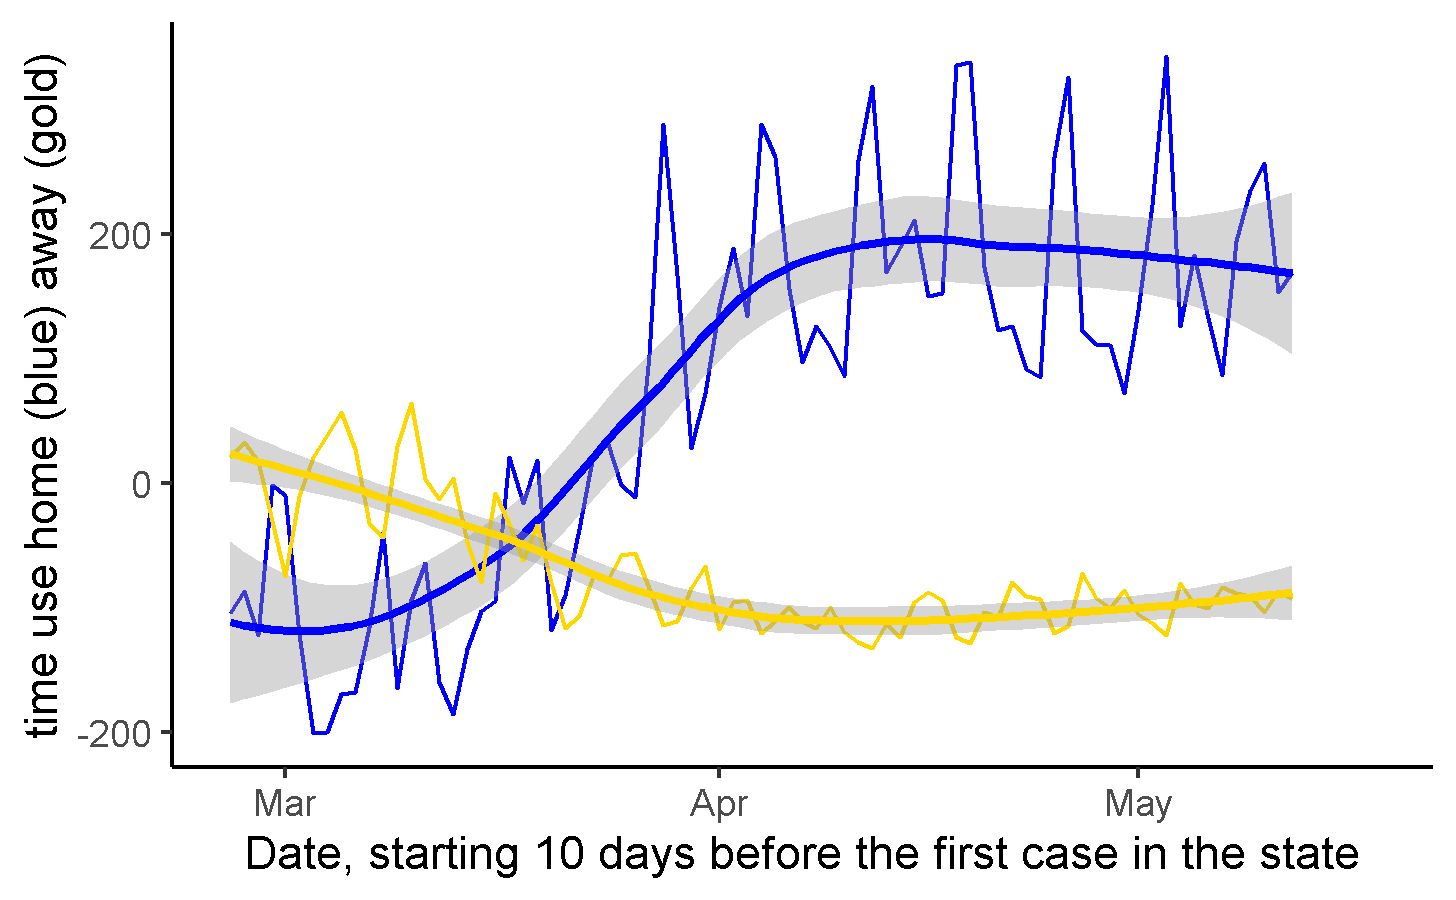 time use home (blue) away (gold)
200
0
-200
Mar
Apr
May
Date, starting 10 days before the first case in the state